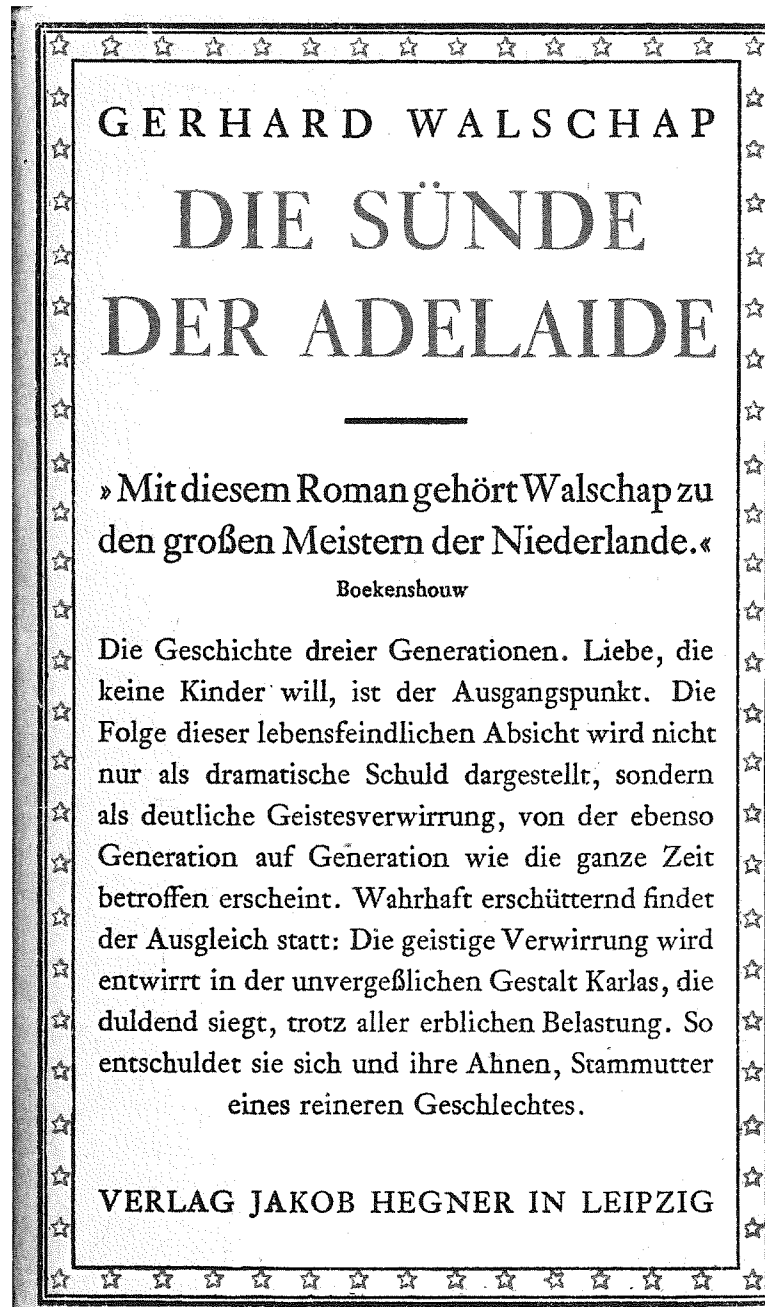 GERHARD WALSCHAP
DIE SÜNDE
DER ADELAIDE
»Mit diesem Roman gehört Walschap zu
den großen Meistern der Niederlande.«
Boekenshouw
Die Geschichte dreier Generationen. Liebe, die
keine Kinder will, ist der Ausgangspunkt. Die
Folge dieser lebensfeindlichen Absicht wird nicht
nur als dramatische Schuld dargestellt, sondern
als deutliche Geistesverwirrung, von der ebenso
Generation auf Generation wie die ganze Zeit
betroffen erscheint. Wahrhaft erschütternd findet
der Ausgleich statt: Die geistige Verwirrung wird
entwirrt in der unvergeßlichen Gestalt Karlas, die
duldend siegt, trotz aller erblichen Belastung. So
entschuldet sie sich und ihre Ahnen, Stammutter
eines reineren Geschlechtes.
VERLAG JAKOB HEGNER IN LEIPZIG